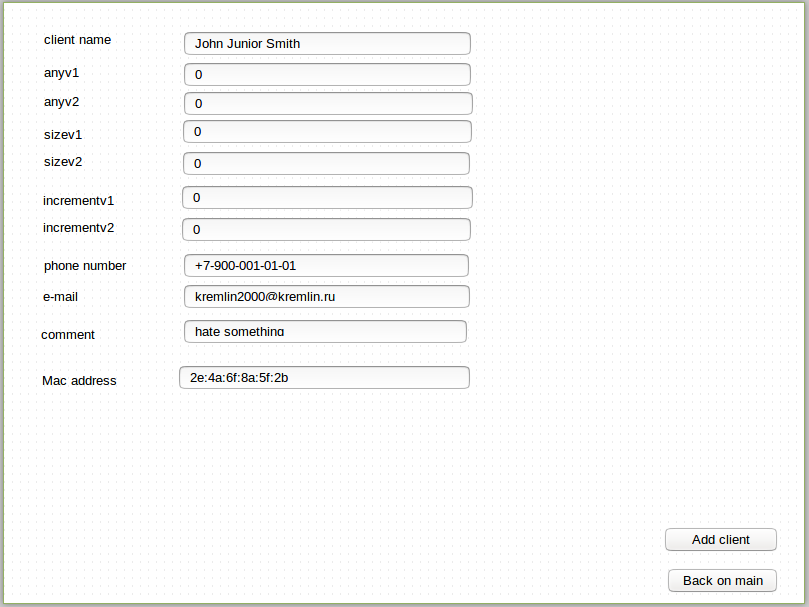 client name John Junior Smith
anyv1 0
anyv2 0
sizev1 0
sizev2 0
incrementv1 0
incrementv2 0
phone number +7-900-001-01-01
e-mail kremlin2000@kremlin.ru
comment hate something
Mac address 2e:4a:6f:8a:5f:2b
Add client
Back on main